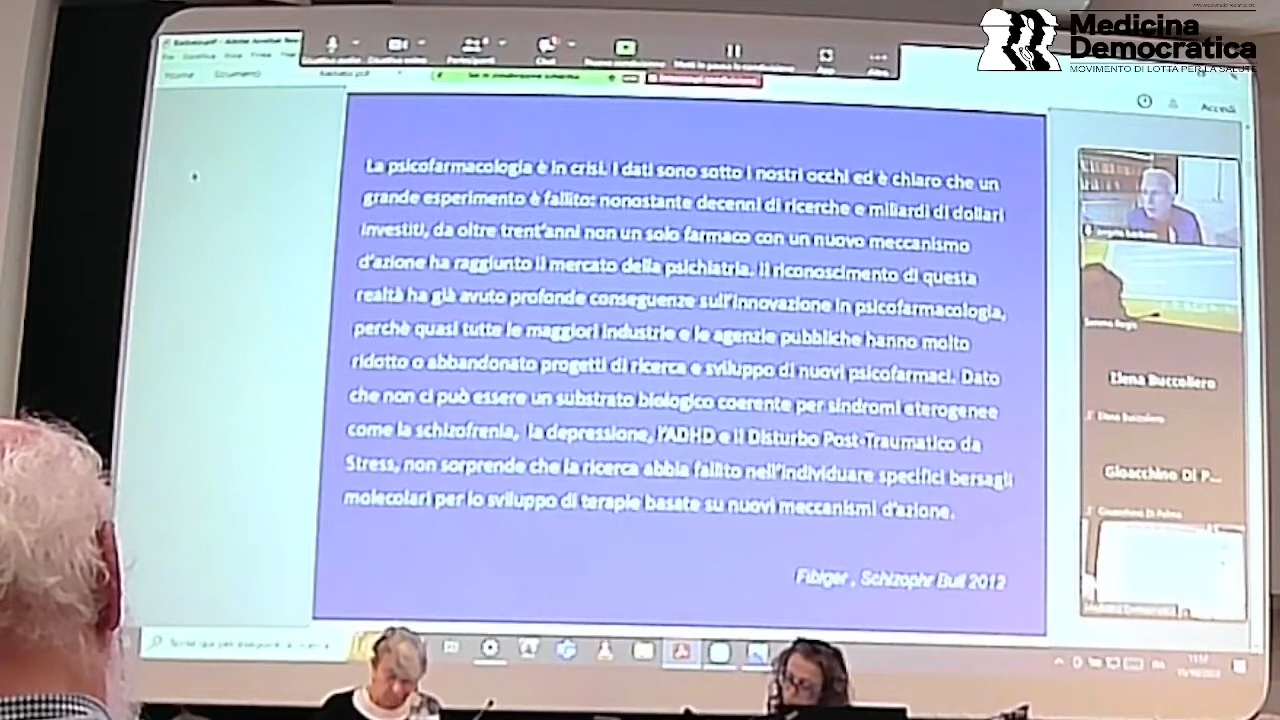 Medicina
Democratica
MOVIMENTO DI LOTTA PER LA SALUTE
Home
Strumenti
Chat
Accedi
La psicofarmacologia è in crisi. I dati sono sotto i nostri occhi ed è chiaro che un
grande esperimento è fallito: nonostante decenni di ricerche e miliardi di dollari
investiti, da oltre trent'anni non un solo farmaco con un nuovo meccanismo
d'azione ha raggiunto il mercato della psichiatria. Il riconoscimento di questa
realtà ha già avuto profonde conseguenze sull'innovazione in psicofarmacologia,
perchè quasi tutte le maggiori industrie e le agenzie pubbliche hanno molto
ridotto o abbandonato progetti di ricerca e sviluppo di nuovi psicofarmaci. Dato
che non ci può essere un substrato biologico coerente per sindromi eterogenee
come la schizofrenia, la depressione, l'ADHD e il Disturbo Post-Traumatico da
Stress, non sorprende che la ricerca abbia fallito nell'individuare specifici bersagli
molecolari per lo sviluppo di terapie basate su nuovi meccanismi d'azione.
Fibiger, Schizophr Bull 2012
Elena Buccoliero
Elena Buccoliero
Gioacchino Di P...